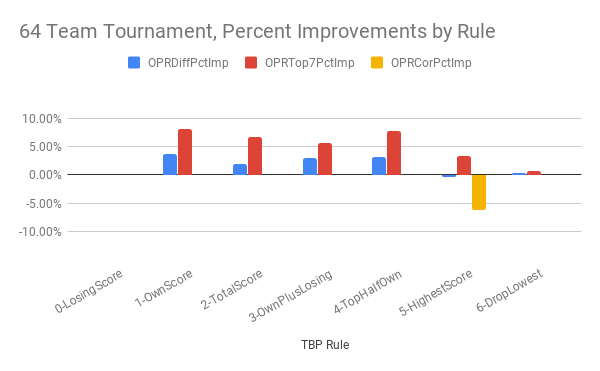 64 Team Tournament, Percent Improvements by Rule
OPRDiffPctImp OPRTop7PctImp OPRCorPctImp
10.00%
5.00%
0.00%
-5.00%
-10.00%
0-LosingScore
1-OwnScore
2-TotalScore
3-OwnPlusLosing
4-TopHalfOwn
5-HighestScore
6-DropLowest
TBP Rule